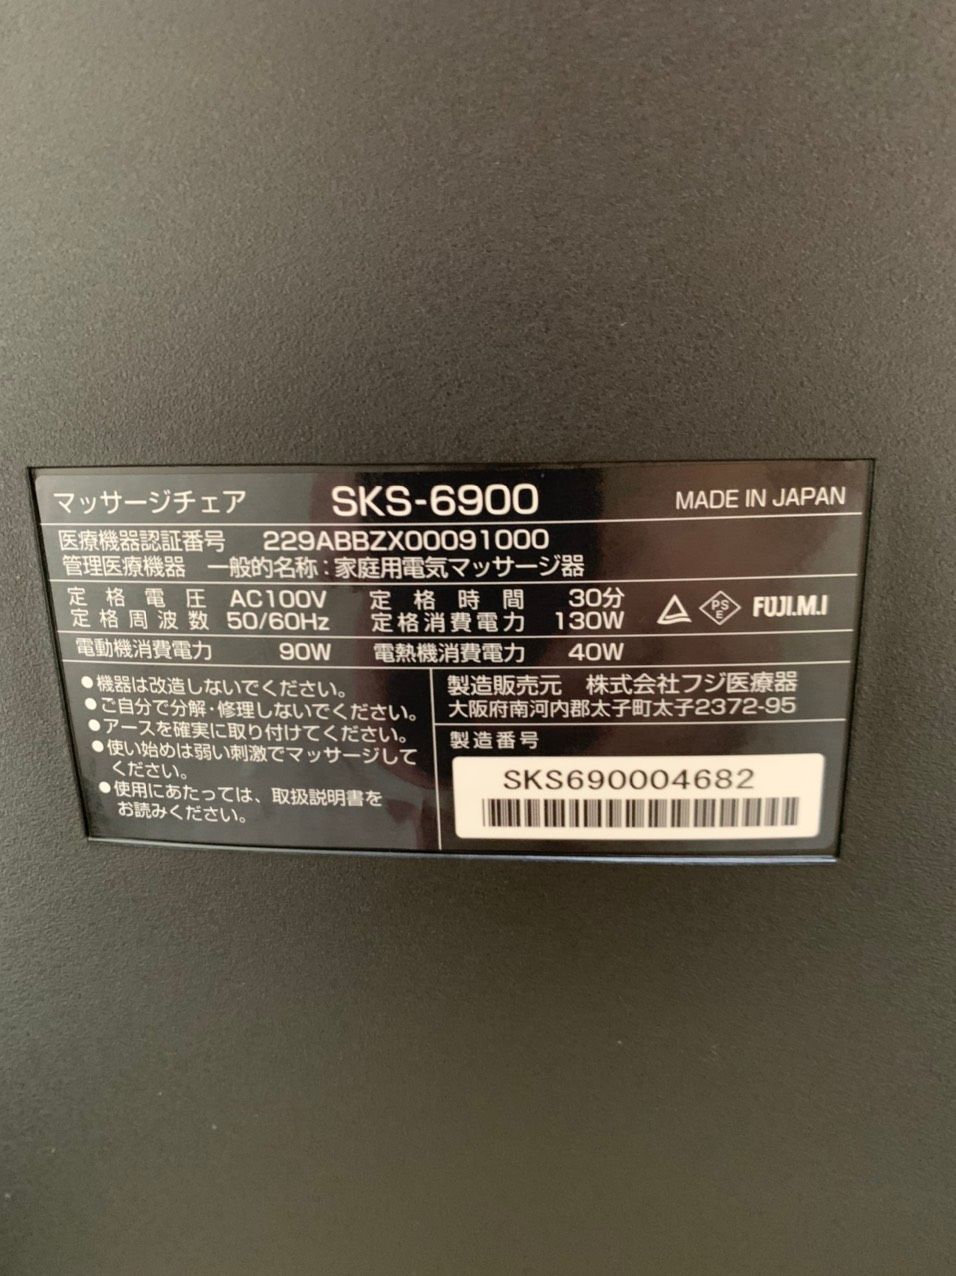 マッサージチェア SKS-6900 MADE IN JAPAN
医療機器認証番号 229ABBZX00091000
管理医療機器 一般的名称:家庭用電気マッサージ器
定格電圧 AC100V 定格時間 30分
定格周波数 50/60Hz 定格消費電力 130W
PSE FUJI.M.I
電動機消費電力 90W 電熱機消費電力 40W
●機器は改造しないでください。
●ご自分で分解·修理しないでください。
●アースを確実に取り付けてください。
●使い始めは弱い刺激でマッサージして
ください。
●使用にあたっては、取扱説明書を
お読みください。
製造販売元 株式会社フジ医療器
大阪府南河内郡太子町太子2372-95
製造番号
SKS690004682